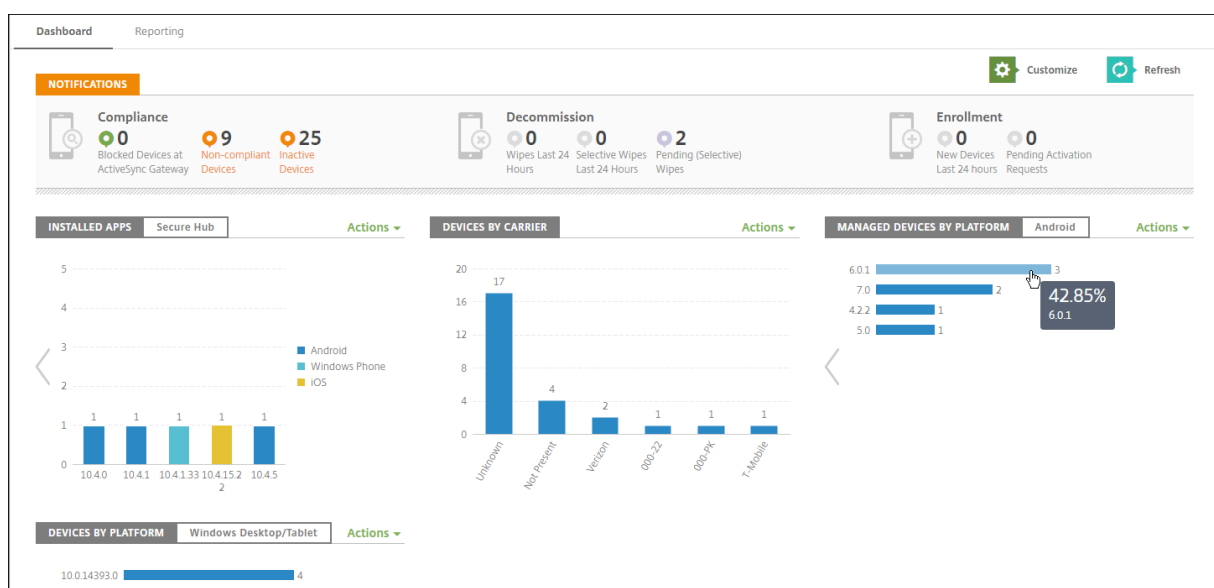 Dashboard Reporting
Customize Refresh
NOTIFICATIONS
Compliance
0 9 25
Blocked Devices at Non-compliant Inactive
ActiveSync Gateway Devices Devices
Decommission
0 0 2
Wipes Last 24 Selective Wipes Pending (Selective)
Hours Last 24 Hours Wipes
Enrollment
0 0
New Devices Pending Activation
Last 24 hours Requests
INSTALLED APPS Secure Hub Actions
5
4
3
2
1
0
1 1 1 1 1
10.4.0 10.4.1 10.4.1.33 10.4.15.2 10.4.5
2
Android
Windows Phone
iOS
DEVICES BY CARRIER Actions
20
16
12
8
4
0
17 4 2 1 1 1
Unknown Not Present Verizon 000-22 000-PK T-Mobile
MANAGED DEVICES BY PLATFORM Android Actions
6.0.1 3
7.0 2
4.2.2 1
5.0 1
42.85%
6.0.1
DEVICES BY PLATFORM Windows Desktop/Tablet Actions
10.0.14393.0 4